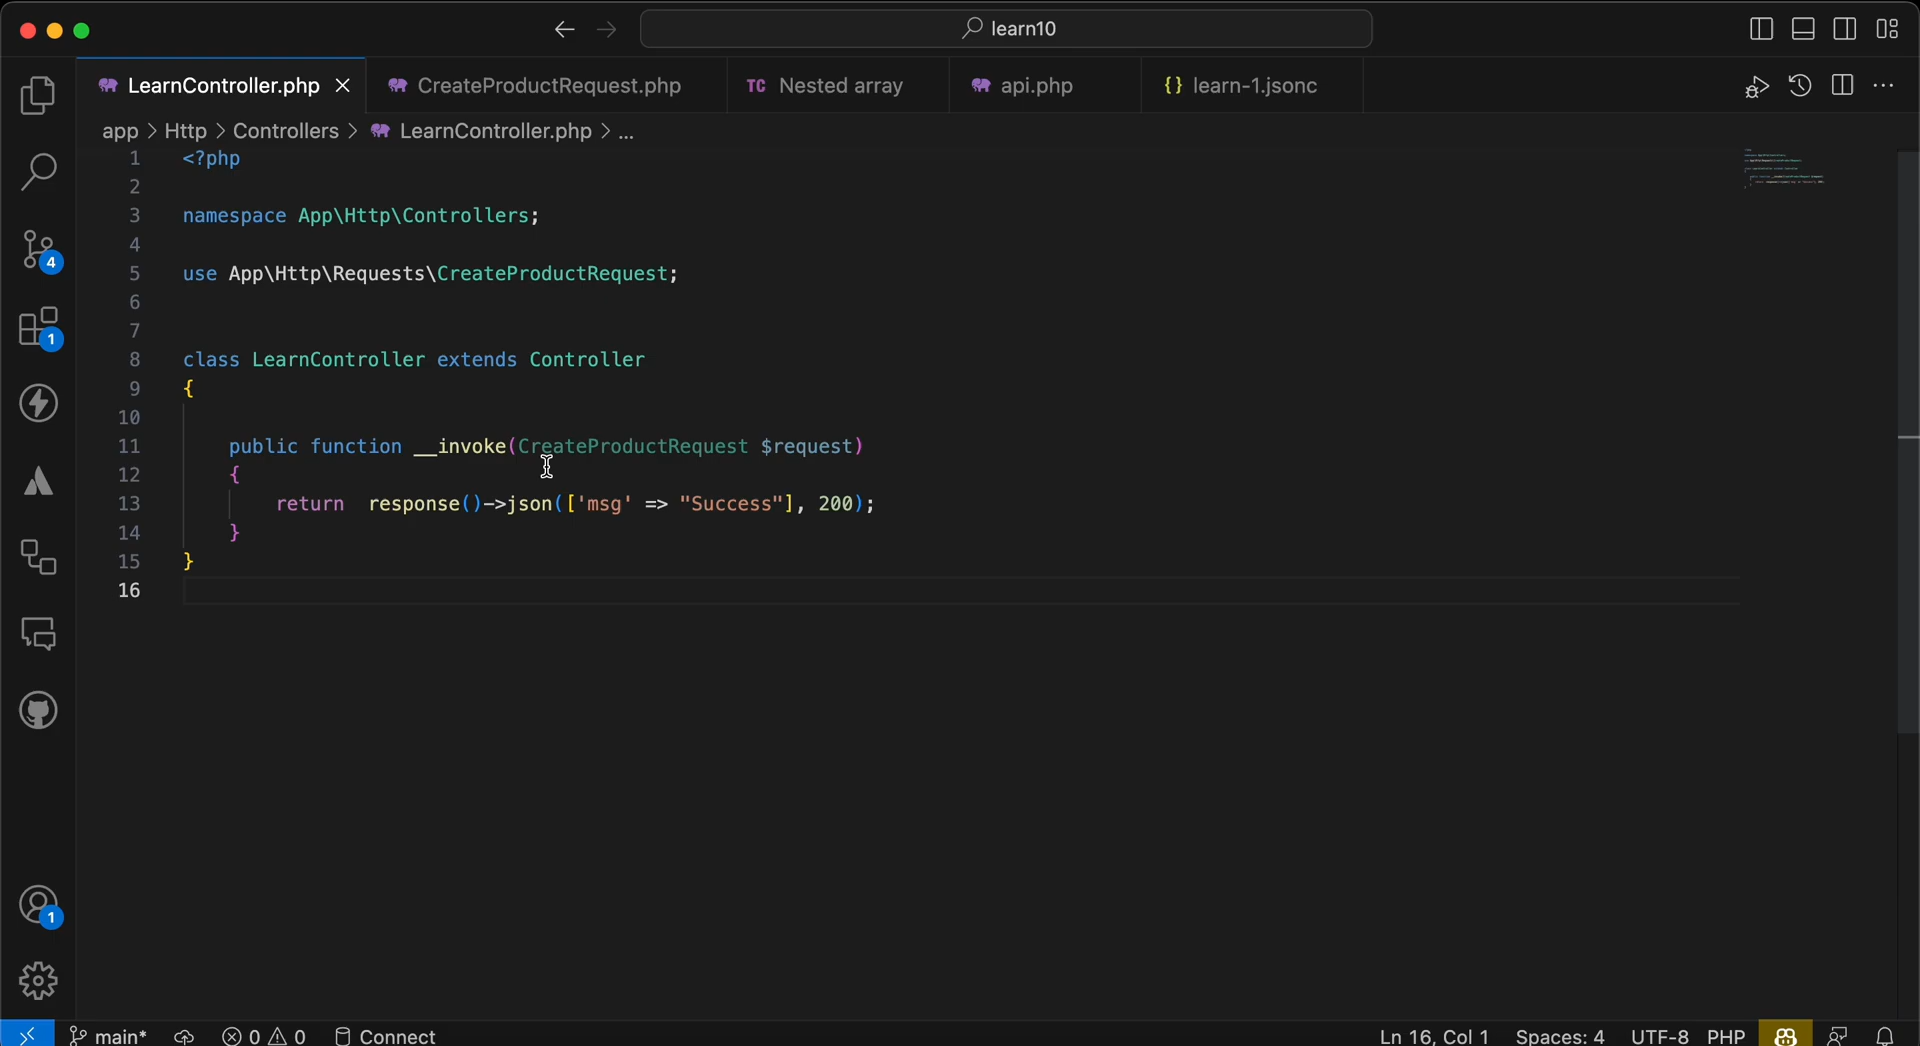 learn10
LearnController.php
CreateProductRequest.php
TC Nested array
api.php
{} learn-1.jsonc
app > Http > Controllers > LearnController.php > ...
1 <?php
2
3 namespace App\Http\Controllers;
4
5 use App\Http\Requests\CreateProductRequest;
6
7
8 class LearnController extends Controller
9 {
10
11 public function __invoke(CreateProductRequest $request)
12 {
13 return  response()->json(['msg' => "Success"], 200);
14 }
15 }
16
4
1
1
main* 0 0 Connect Ln 16, Col 1 Spaces: 4 UTF-8 PHP